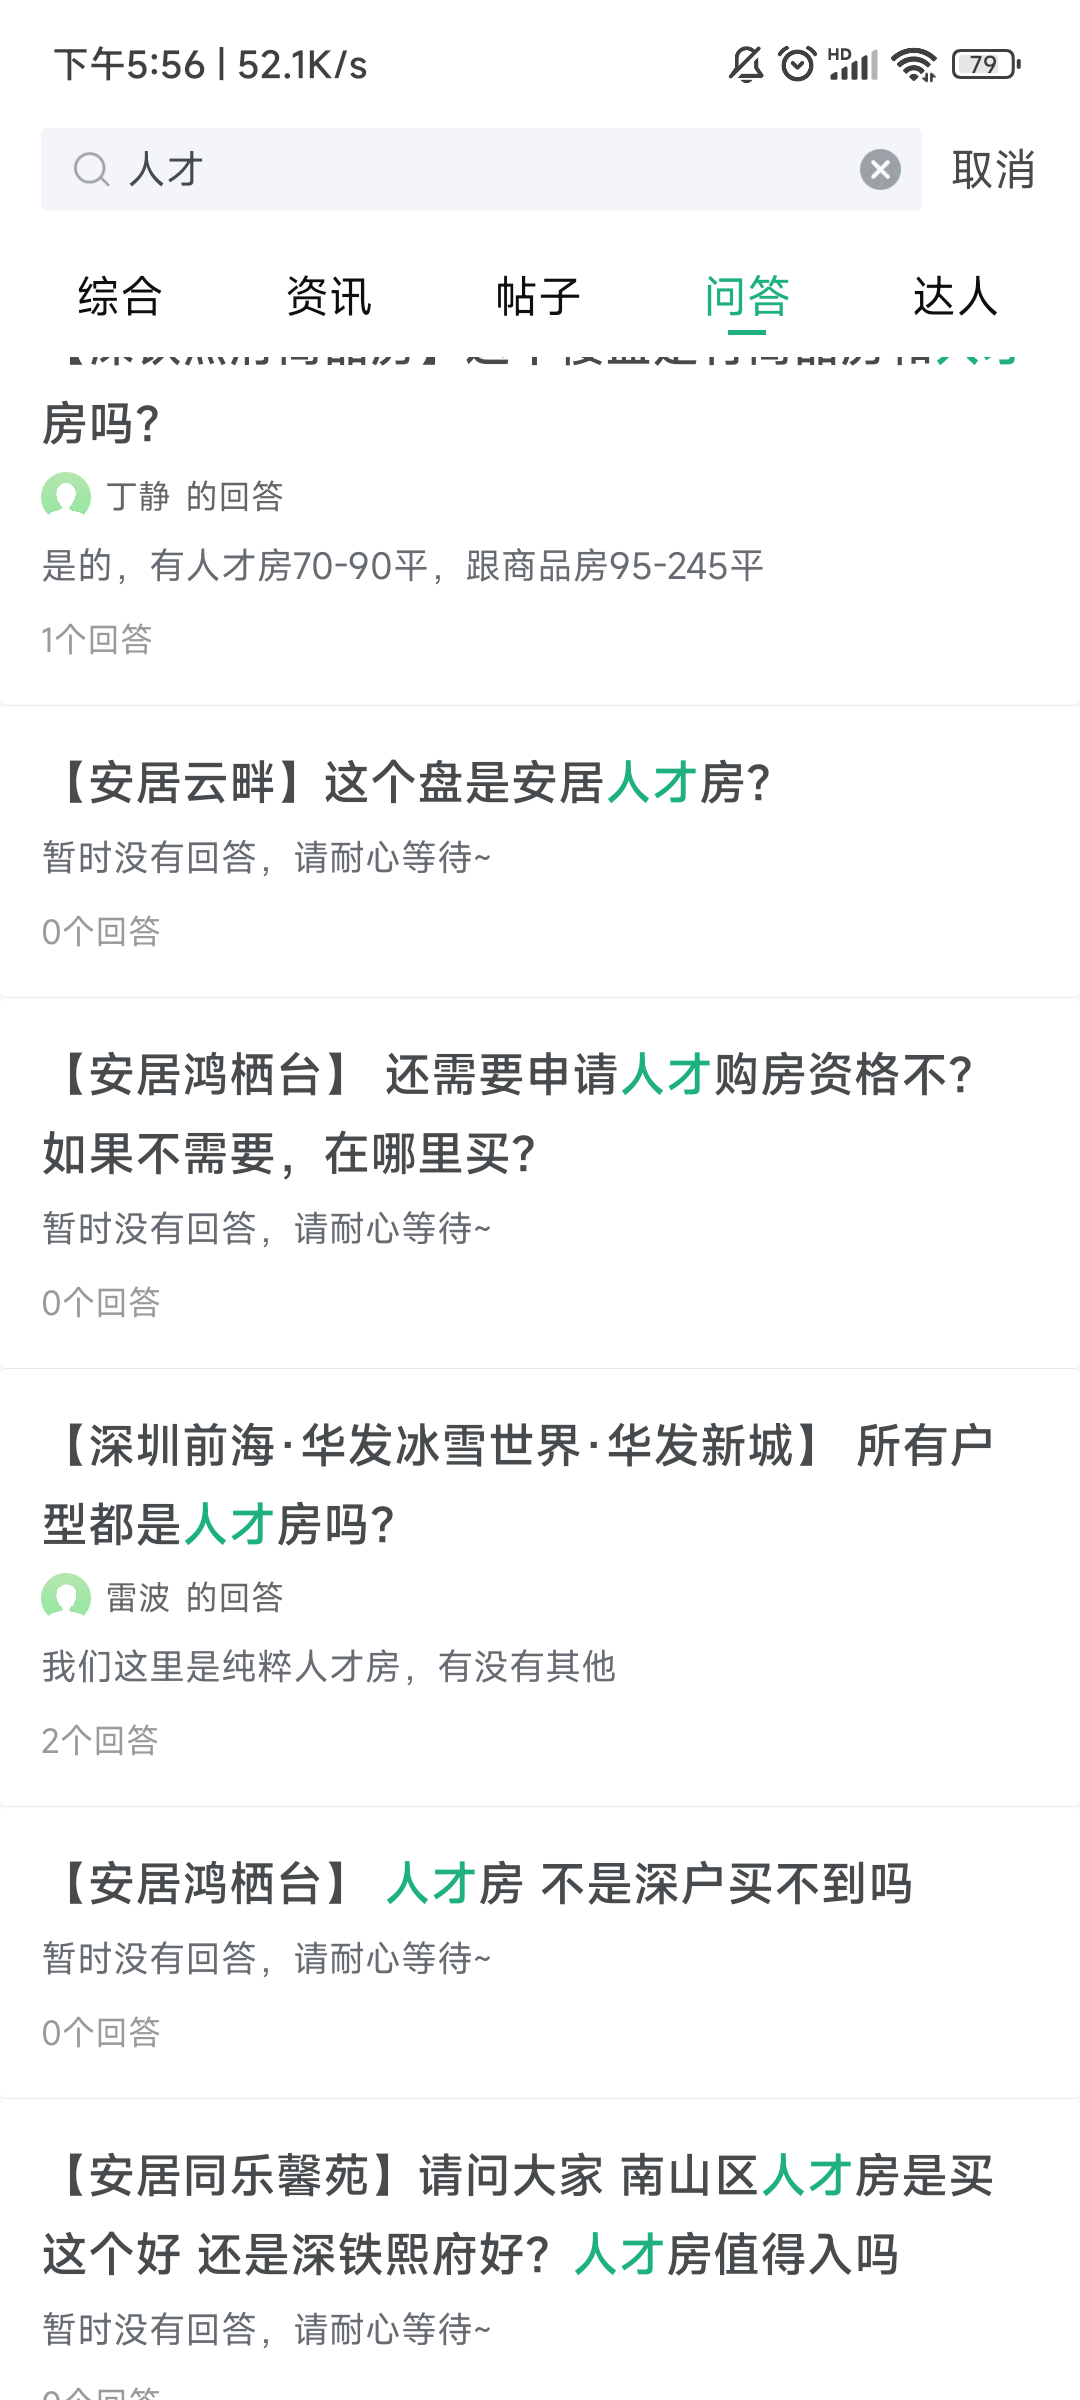 下午5:56 | 52.1K/s
HD
79
人才
取消
综合 资讯 帖子 问答 达人
房吗?
丁静 的回答
是的，有人才房70-90平，跟商品房95-245平
1个回答
【安居云畔】这个盘是安居人才房?
暂时没有回答，请耐心等待~
0个回答
【安居鸿栖台】 还需要申请人才购房资格不?
如果不需要，在哪里买?
暂时没有回答，请耐心等待~
0个回答
【深圳前海·华发冰雪世界·华发新城】 所有户
型都是人才房吗?
雷波 的回答
我们这里是纯粹人才房，有没有其他
2个回答
【安居鸿栖台】 人才房 不是深户买不到吗
暂时没有回答，请耐心等待~
0个回答
【安居同乐馨苑】请问大家 南山区人才房是买
这个好 还是深铁熙府好? 人才房值得入吗
暂时没有回答，请耐心等待~
0个回答